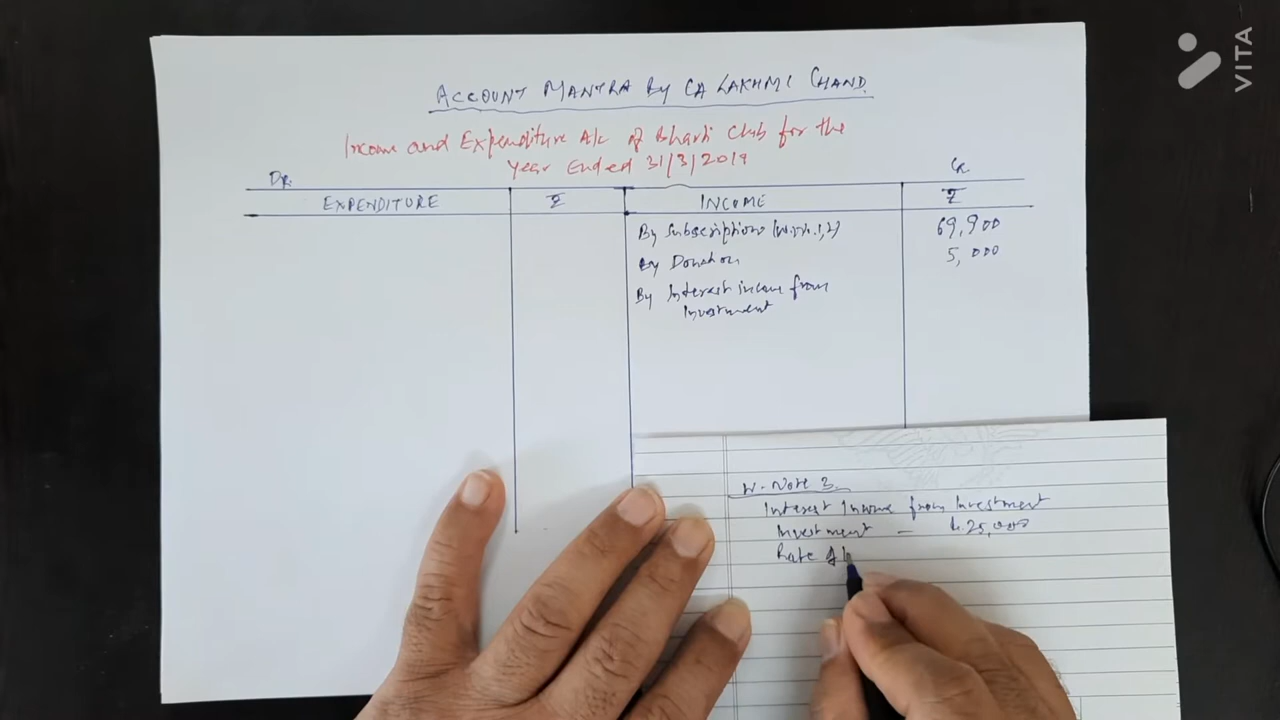 VITA
ACCOUNT MANTRA By CA LAKHMI CHAND
Income and Expenditure A/c of Bharti Club for the
Year Ended 31/3/2019
Dr. Cr.
EXPENDITURE ₹ INCOME ₹
By Subscriptions (W.N. 1,2) 69,900
By Donation 5,000
By Interest income from
Investment
W. Note 3
Interest Income from Investment
Investment - 25,000
Rate of